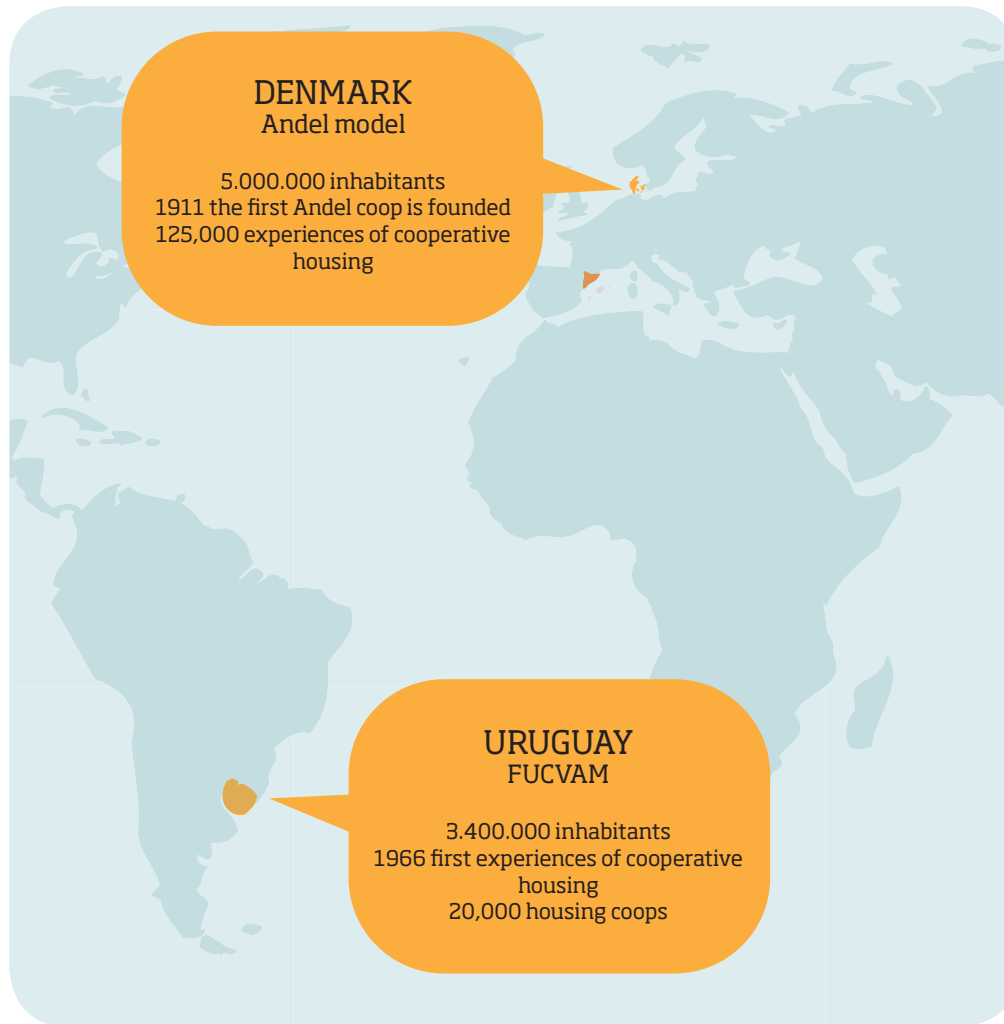 DENMARK
Andel model
5.000.000 inhabitants
1911 the first Andel coop is founded
125,000 experiences of cooperative
housing
URUGUAY
FUCVAM
3.400.000 inhabitants
1966 first experiences of cooperative
housing
20,000 housing coops